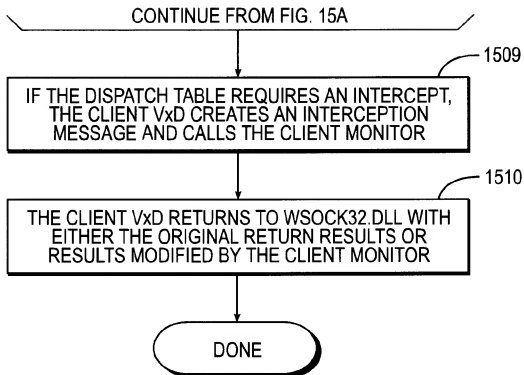 CONTINUE FROM FIG. 15A
1509
IF THE DISPATCH TABLE REQUIRES AN INTERCEPT,
THE CLIENT VxD CREATES AN INTERCEPTION
MESSAGE AND CALLS THE CLIENT MONITOR
1510
THE CLIENT VxD RETURNS TO WSOCK32.DLL WITH
EITHER THE ORIGINAL RETURN RESULTS OR
RESULTS MODIFIED BY THE CLIENT MONITOR
DONE